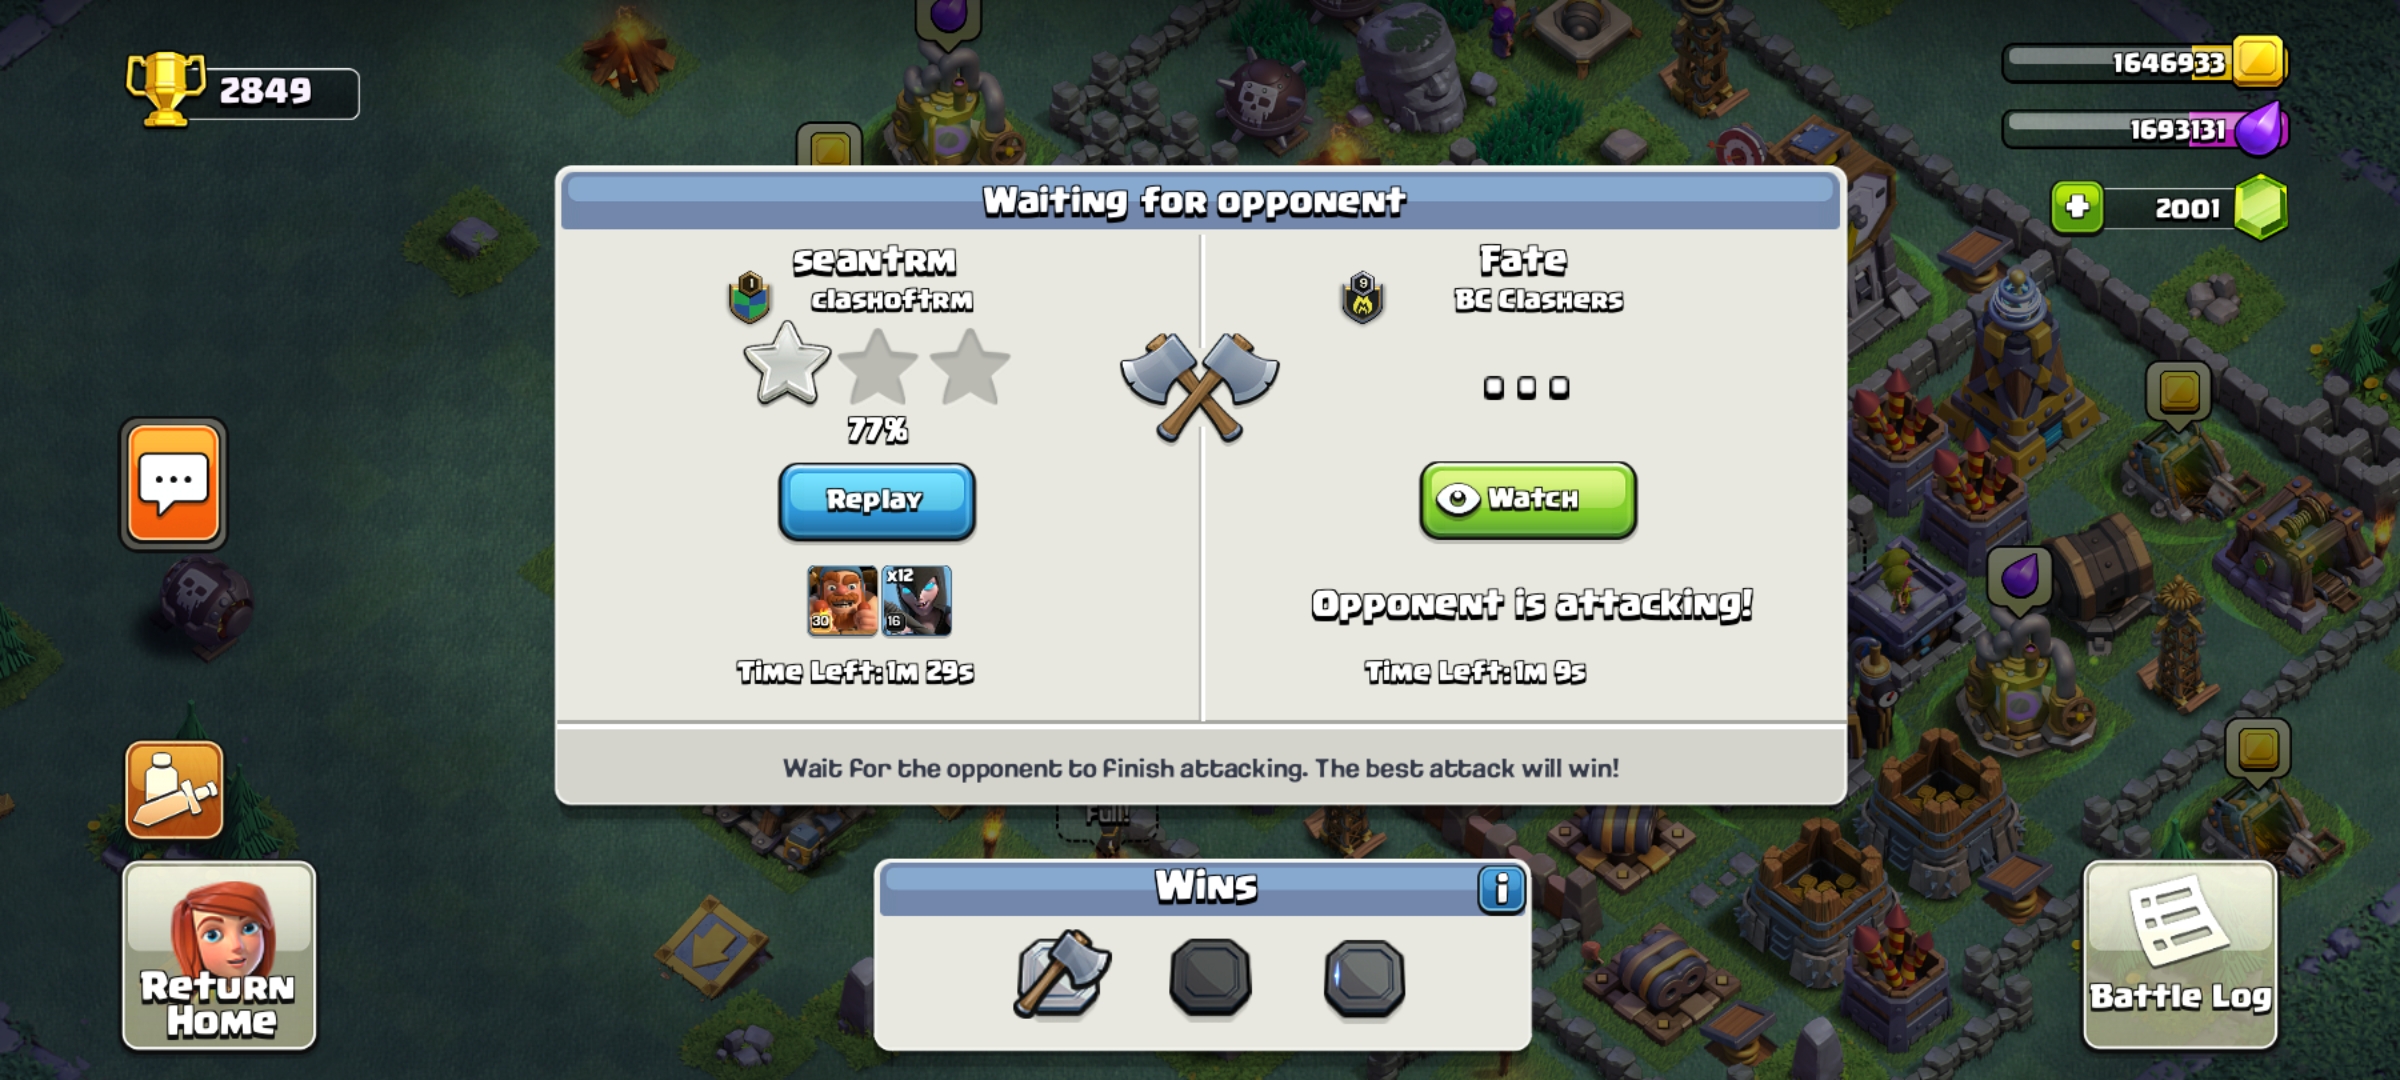 2849
1646933
1693131
2001
Waiting for opponent
seantrm
clashoftrm
77%
Replay
30
x12
16
Time Left: 1m 29s
1
Fate
9
BC Clashers
Watch
Opponent is attacking!
Time Left: 1m 9s
Wait for the opponent to finish attacking. The best attack will win!
Full!
Wins
i
Return
Home
Battle Log